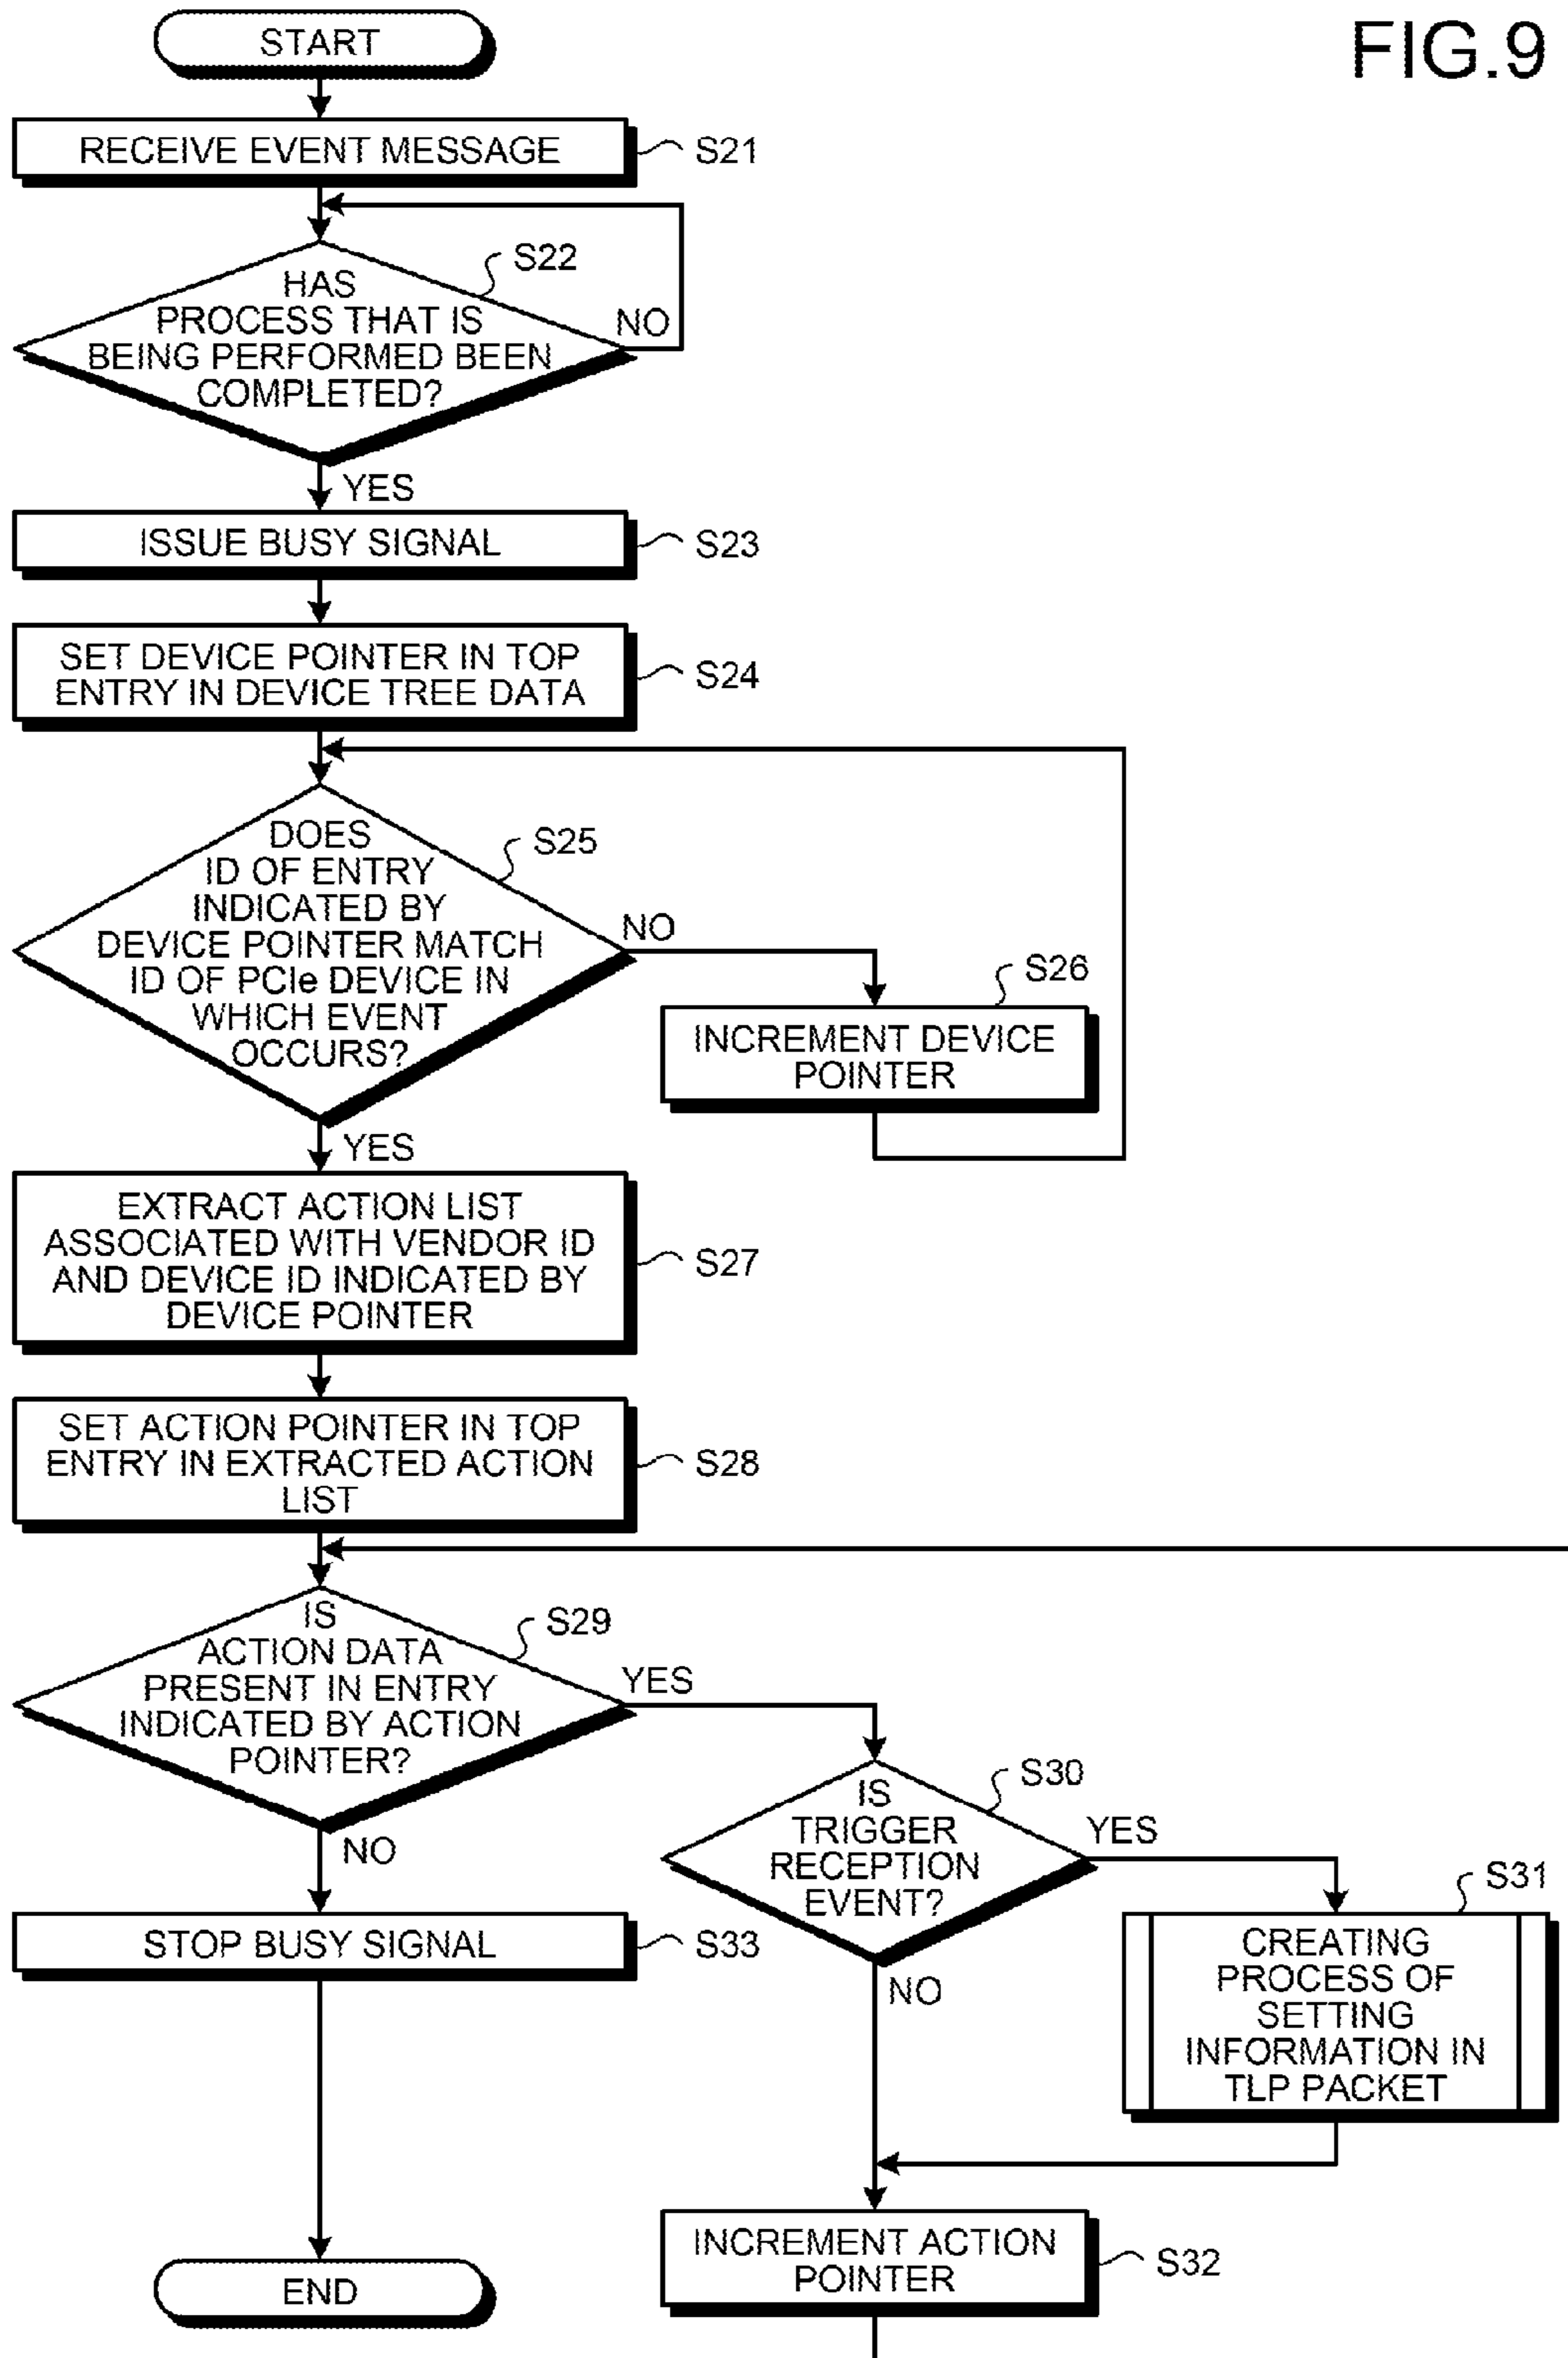 FIG.9
START
RECEIVE EVENT MESSAGE
S21
S22
HAS
PROCESS THAT IS
BEING PERFORMED BEEN
COMPLETED?
NO
YES
ISSUE BUSY SIGNAL
S23
SET DEVICE POINTER IN TOP
ENTRY IN DEVICE TREE DATA
S24
S25
DOES
ID OF ENTRY
INDICATED BY
DEVICE POINTER MATCH
ID OF PCIe DEVICE IN
WHICH EVENT
OCCURS?
NO
S26
INCREMENT DEVICE
POINTER
YES
EXTRACT ACTION LIST
ASSOCIATED WITH VENDOR ID
AND DEVICE ID INDICATED BY
DEVICE POINTER
S27
SET ACTION POINTER IN TOP
ENTRY IN EXTRACTED ACTION
LIST
S28
S29
IS
ACTION DATA
PRESENT IN ENTRY
INDICATED BY ACTION
POINTER?
YES
NO
S30
IS
TRIGGER
RECEPTION
EVENT?
YES
NO
S31
CREATING
PROCESS OF
SETTING
INFORMATION IN
TLP PACKET
STOP BUSY SIGNAL
S33
INCREMENT ACTION
POINTER
S32
END